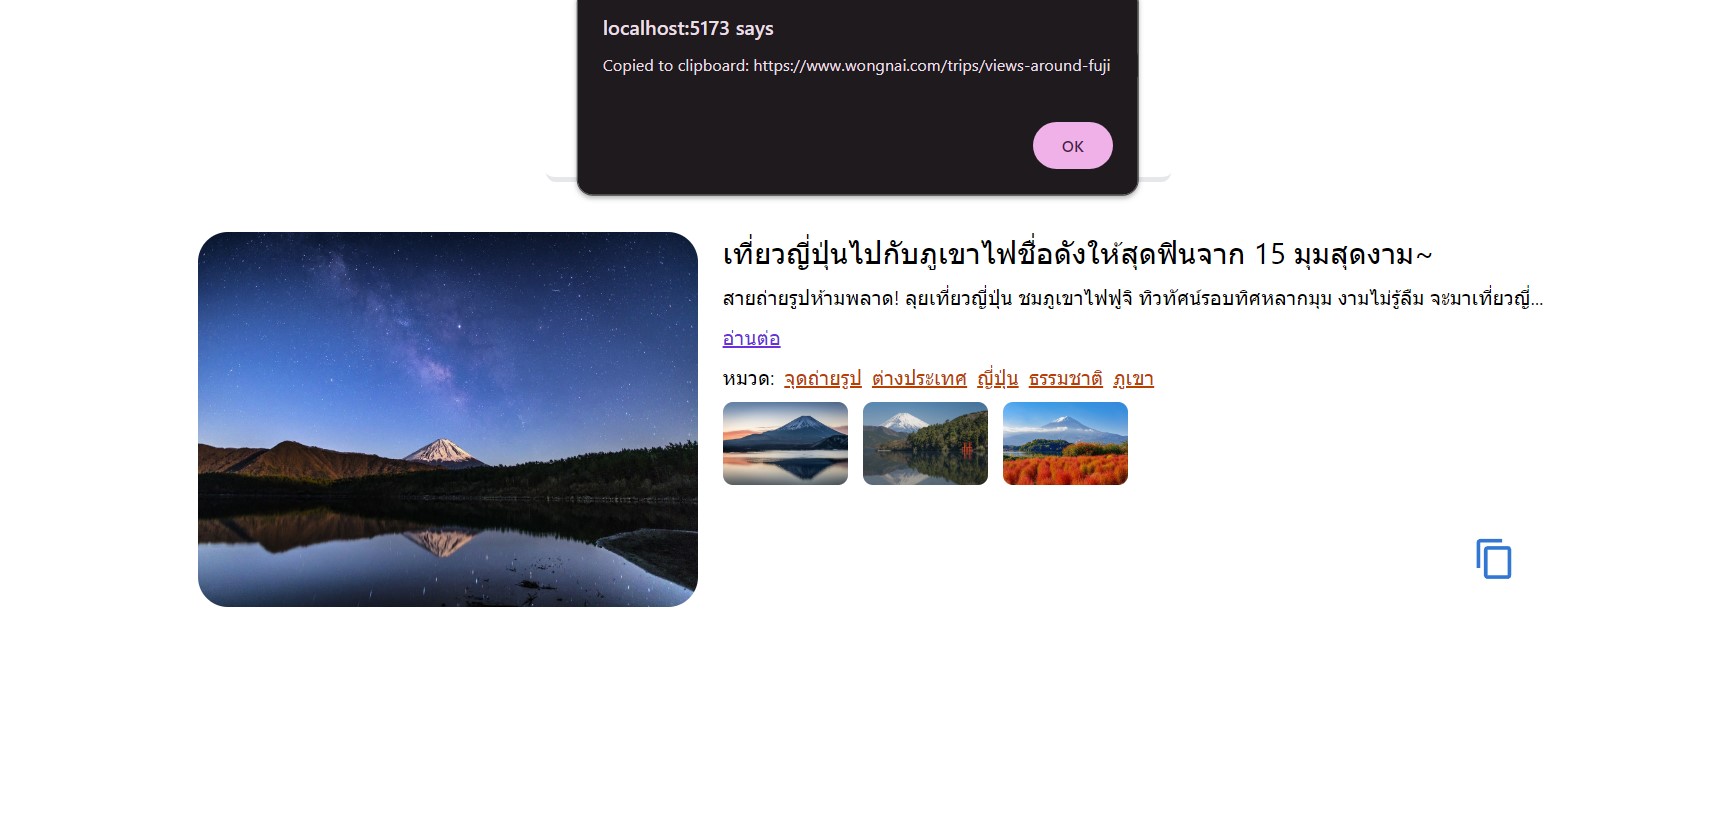 localhost:5173 says
Copied to clipboard: https://www.wongnai.com/trips/views-around-fuji
OK
เที่ยวญี่ปุ่นไปกับภูเขาไฟชื่อดังให้สุดฟินจาก 15 มุมสุดงาม~
สายถ่ายรูปห้ามพลาด! ลุยเที่ยวญี่ปุ่น ชมภูเขาไฟฟูจิ ทิวทัศน์รอบทิศหลากมุม งามไม่รู้ลืม จะมาเที่ยวญี่...
อ่านต่อ
หมวด: จุดถ่ายรูป ต่างประเทศ ญี่ปุ่น ธรรมชาติ ภูเขา